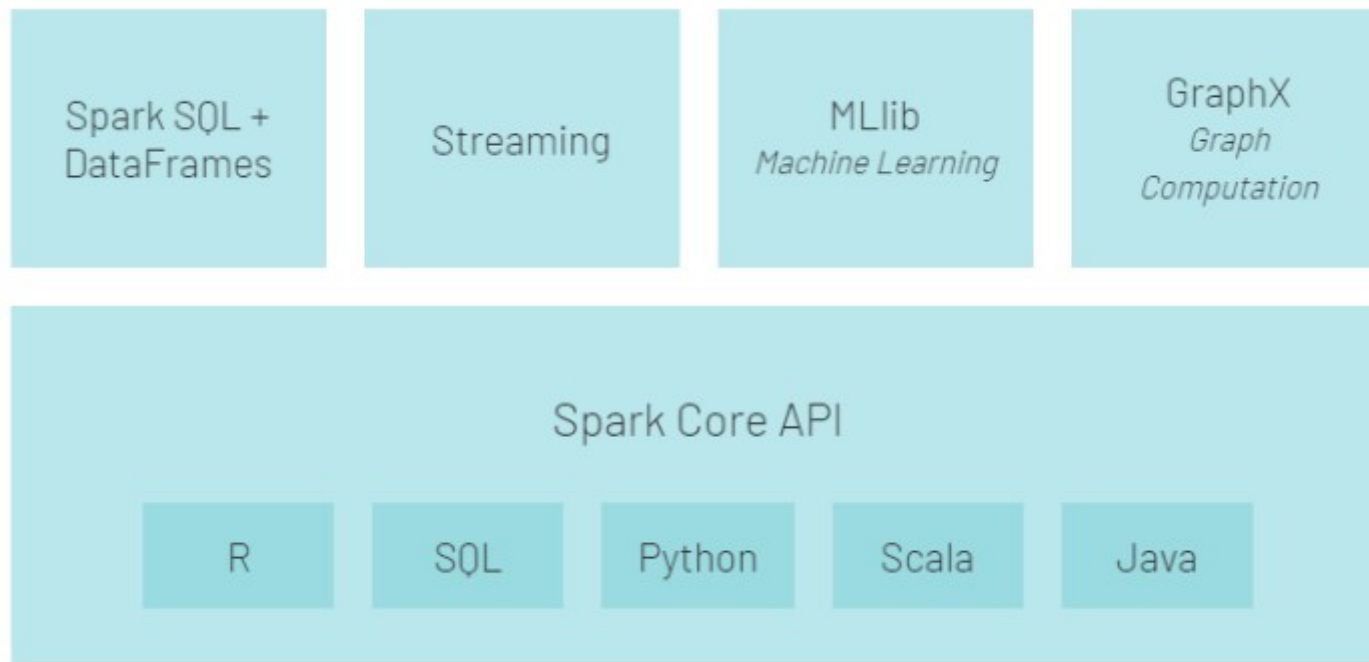 Spark SQL +
DataFrames
Streaming
MLlib
Machine Learning
GraphX
Graph
Computation
Spark Core API
R
SQL
Python
Scala
Java